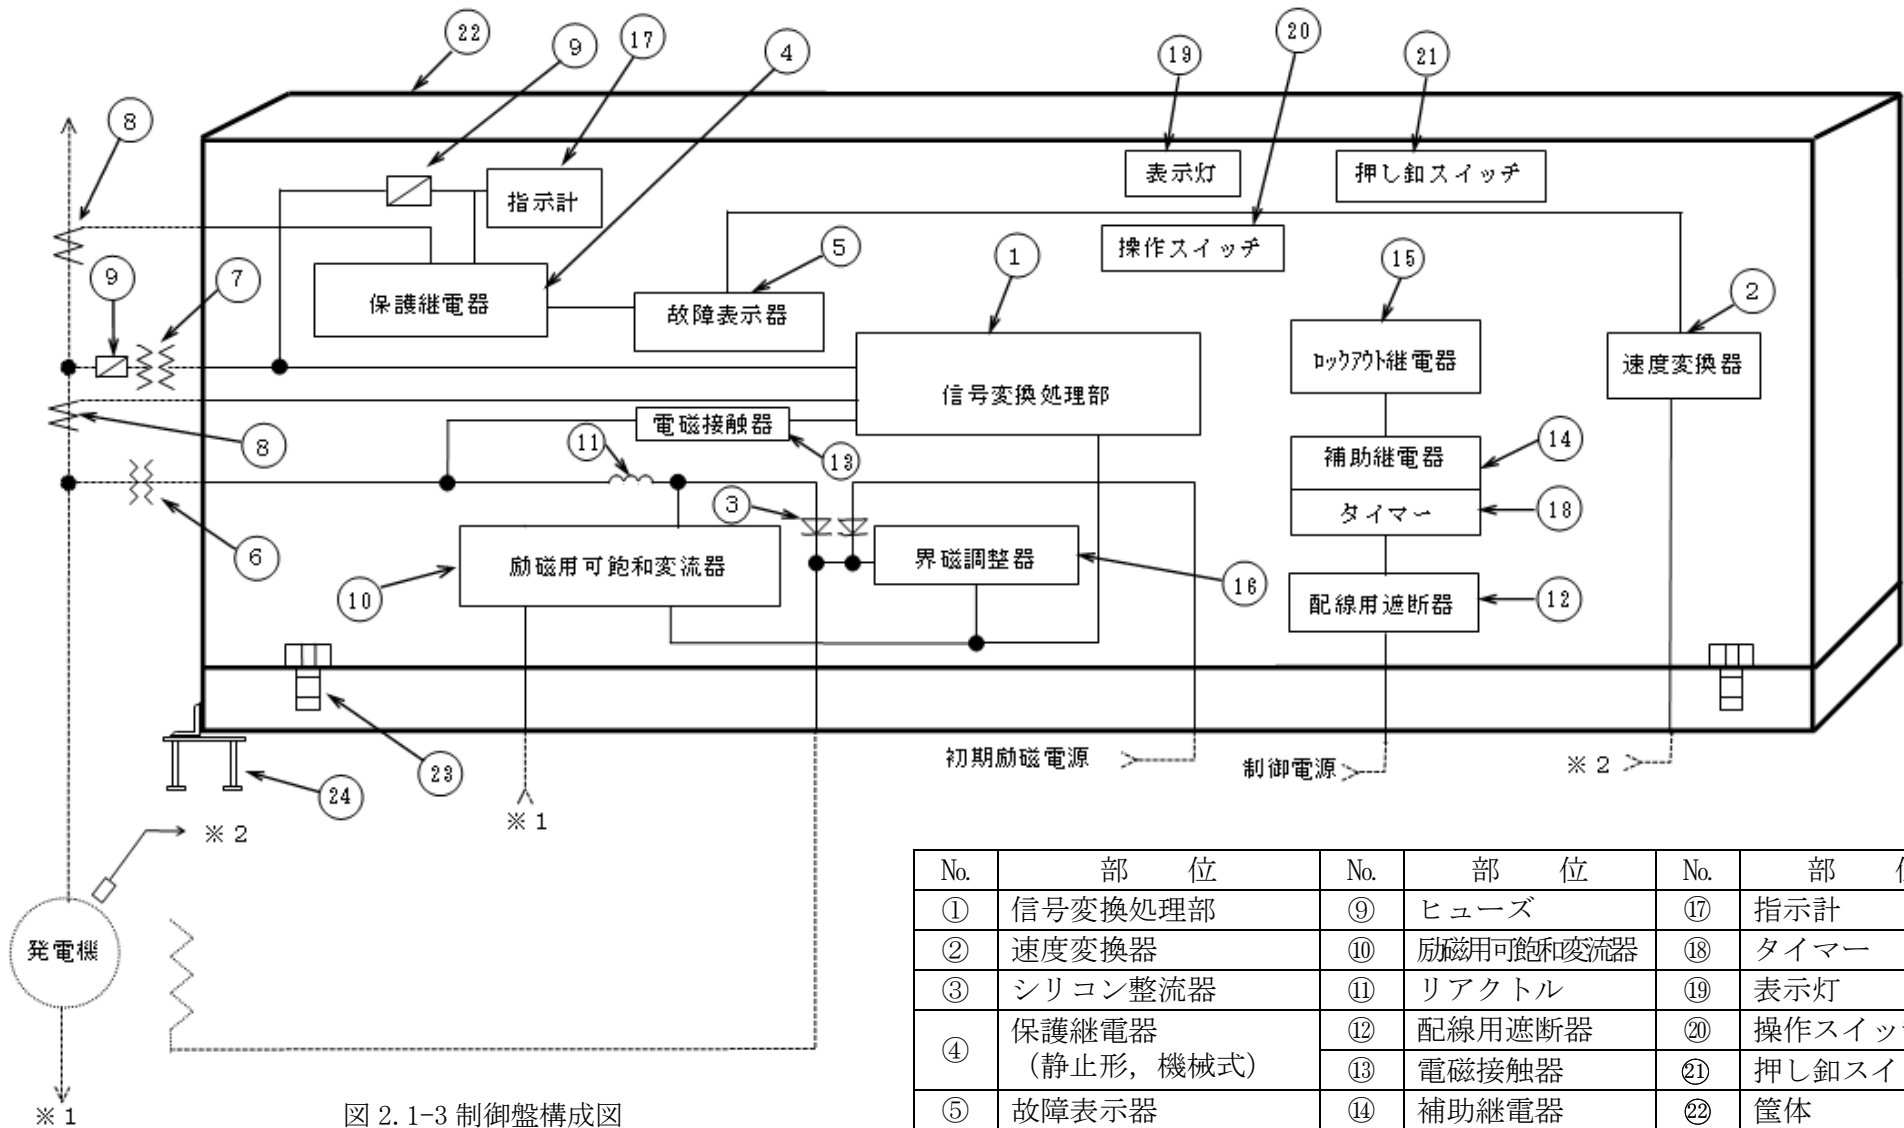 22
9
17
4
20
19
21
8
表示灯
押し釦スイッチ
指示計
操作スイッチ
5
1
15
2
9
7
保護継電器
故障表示器
ロックアウト継電器
速度変換器
信号変換処理部
電磁接触器
8
11
13
補助継電器
14
3
タイマー
18
6
励磁用可飽和変流器
界磁調整器
10
16
配線用遮断器
12
23
24
初期励磁電源
制御電源
※2
※1
※2
発電機
※1
図 2.1-3 制御盤構成図
No. 部 位 No. 部 位 No. 部
① 信号変換処理部 ⑨ ヒューズ ⑰ 指示計
② 速度変換器 ⑩ 励磁用可飽和変流器 ⑱ タイマー
③ シリコン整流器 ⑪ リアクトル ⑲ 表示灯
④ 保護継電器 ⑫ 配線用遮断器 ⑳ 操作スイッ
(静止形，機械式) ⑬ 電磁接触器 ㉑ 押し釦スイ
⑤ 故障表示器 ⑭ 補助継電器 ㉒ 筐体